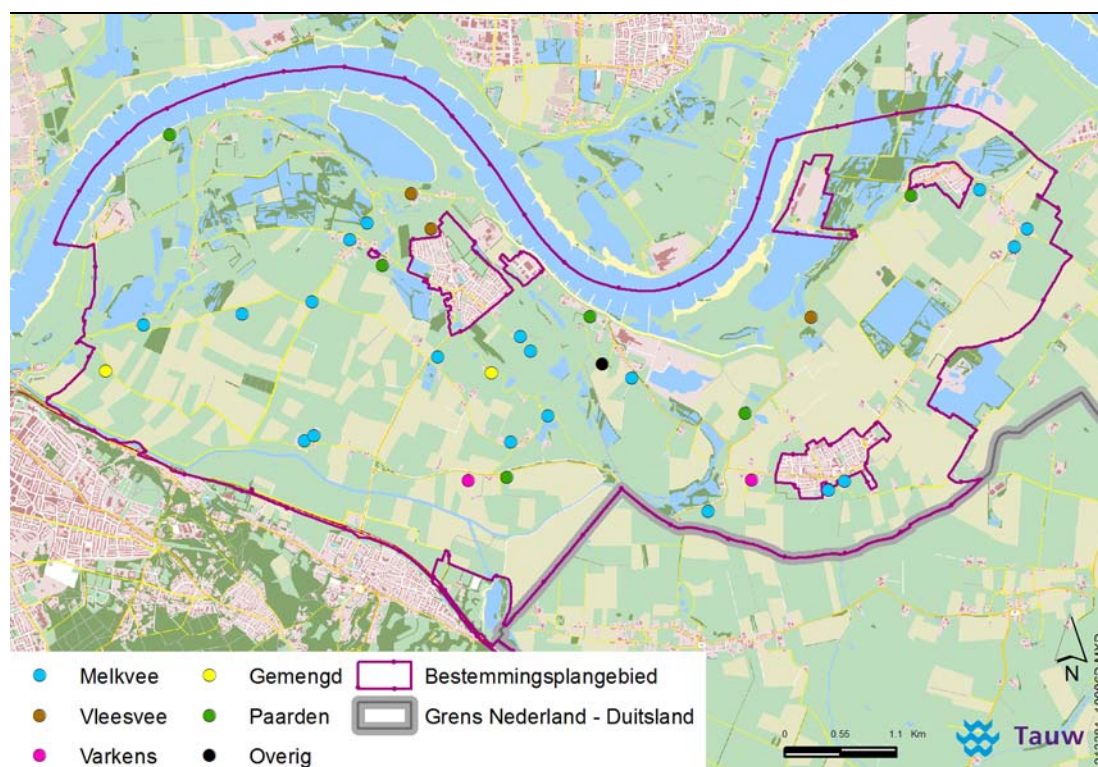 Melkvee
Gemengd
Bestemmingsplangebied
Vleesvee
Paarden
Grens Nederland - Duitsland
Varkens
Overig
0
0.55
1.1
Km
N
Tauw